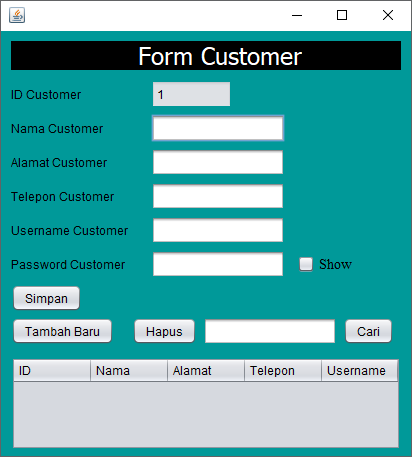 Form Customer
ID Customer 1
Nama Customer
Alamat Customer
Telepon Customer
Username Customer
Password Customer Show
Simpan
Tambah Baru Hapus Cari
ID Nama Alamat Telepon Username